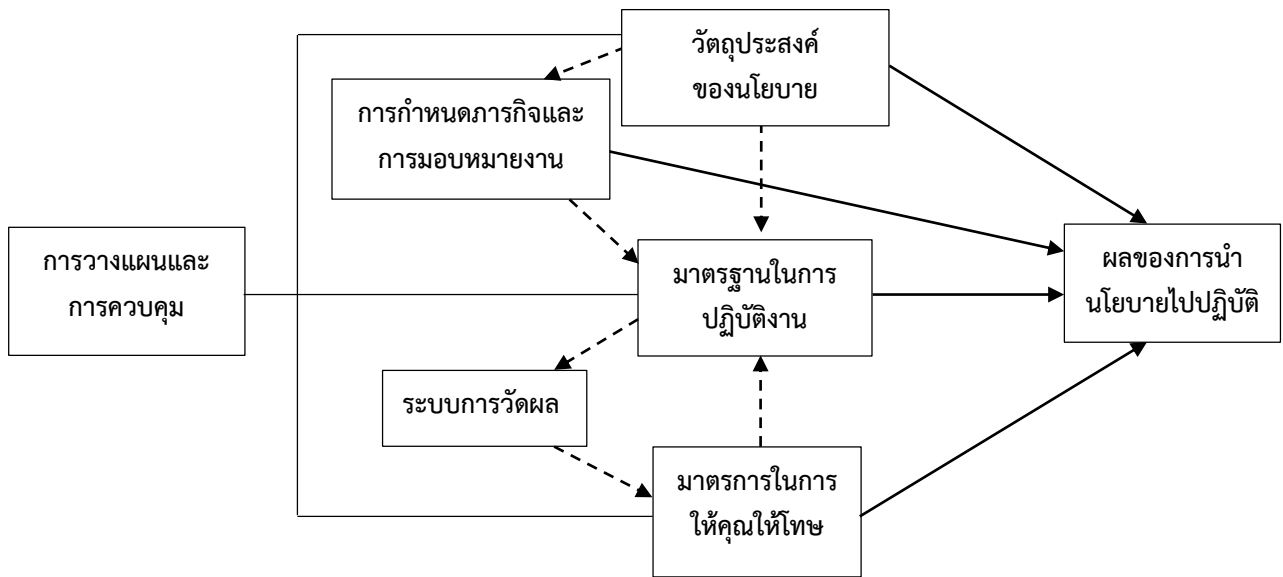 วัตถุประสงค์
ของนโยบาย
การกำหนดภารกิจและ
การมอบหมายงาน
การวางแผนและ
การควบคุม
มาตรฐานในการ
ปฏิบัติงาน
ผลของการนำ
นโยบายไปปฏิบัติ
ระบบการวัดผล
มาตรการในการ
ให้คุณให้โทษ